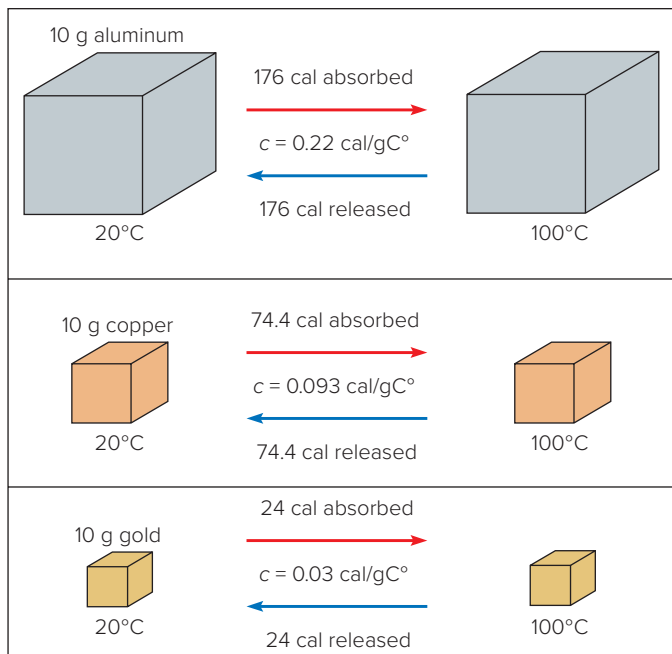 10 g aluminum
176 cal absorbed
c = 0.22 cal/gC°
176 cal released
20°C
100°C
10 g copper
74.4 cal absorbed
c = 0.093 cal/gC°
20°C
74.4 cal released
100°C
24 cal absorbed
10 g gold
c = 0.03 cal/gC°
20°C
24 cal released
100°C